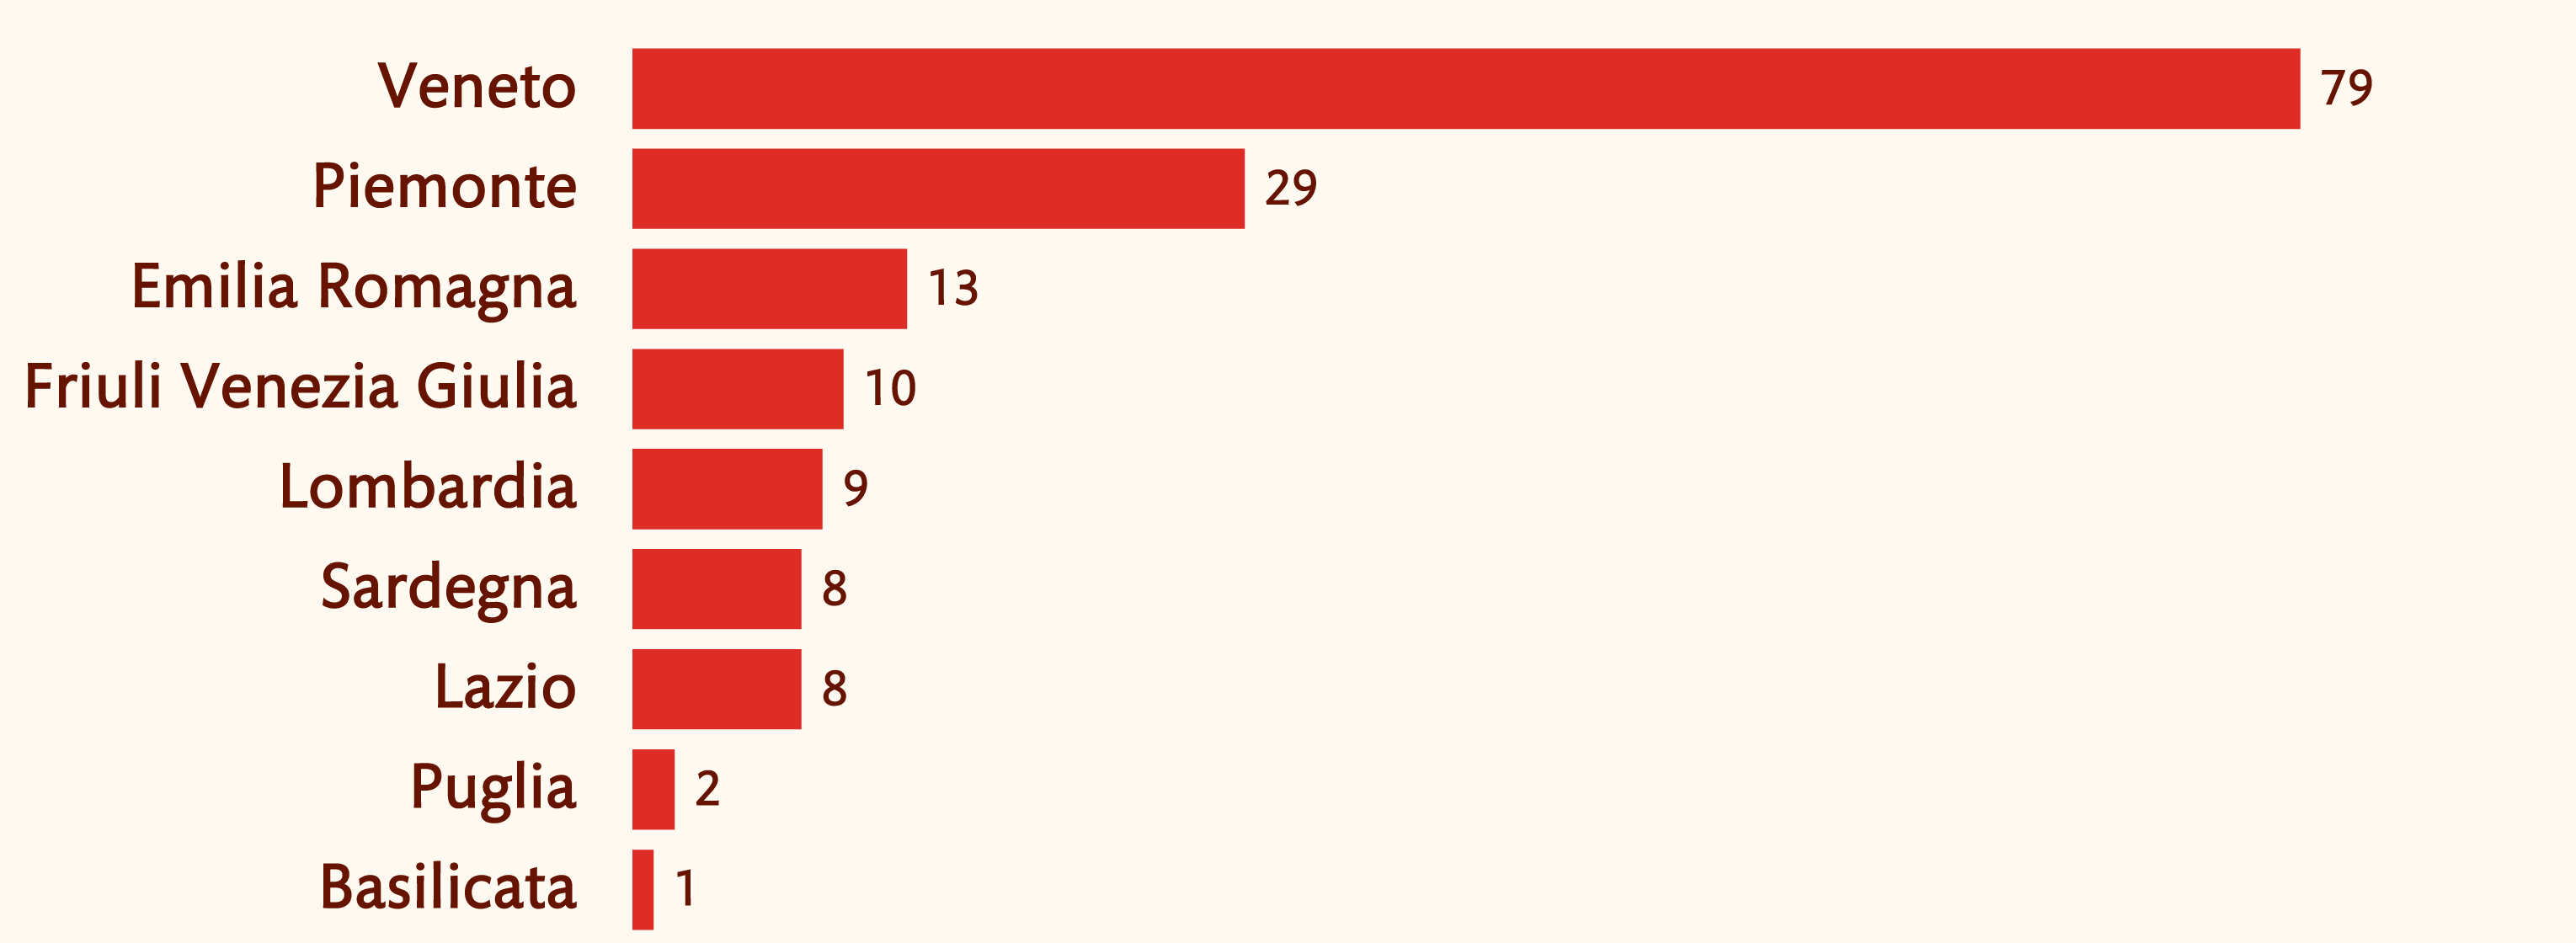 Veneto 79
Piemonte 29
Emilia Romagna 13
Friuli Venezia Giulia 10
Lombardia 9
Sardegna 8
Lazio 8
Puglia 2
Basilicata 1